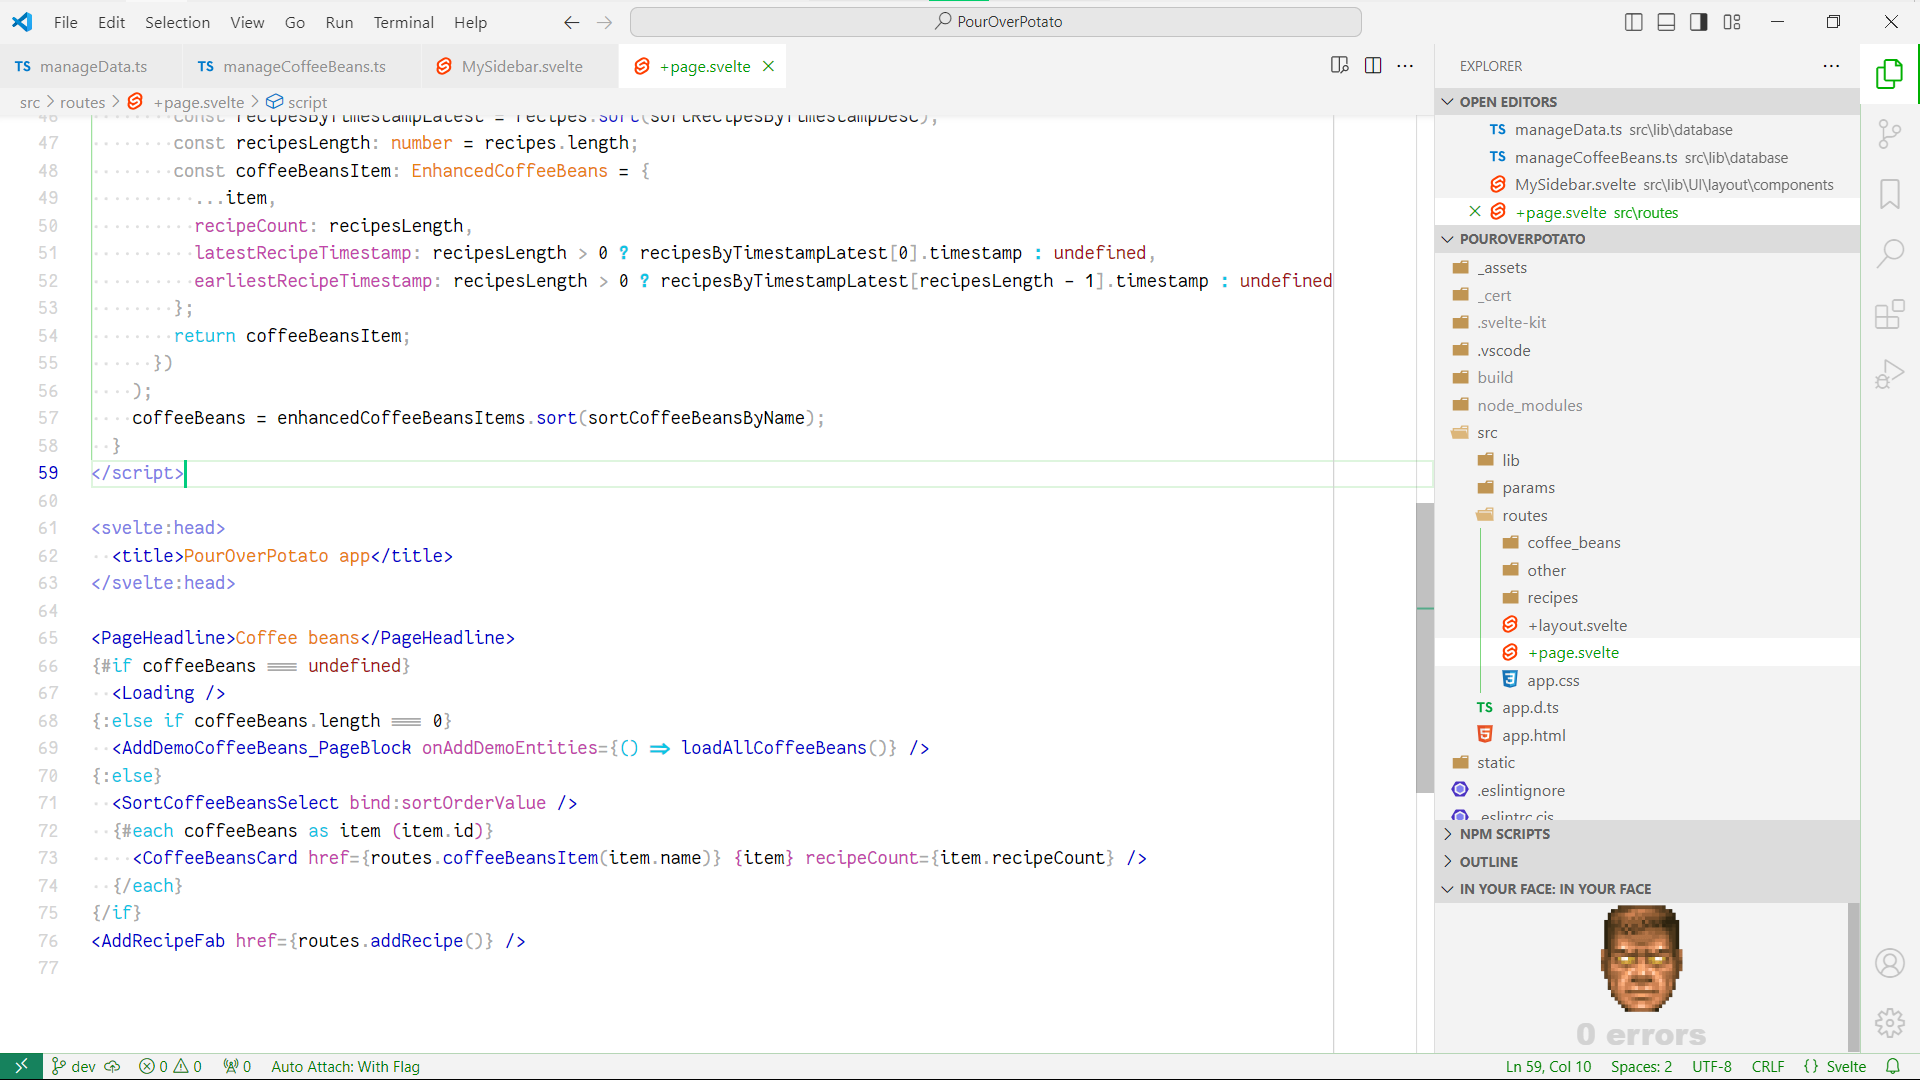 File Edit Selection View Go Run Terminal Help PourOverPotato
TS manageData.ts TS manageCoffeeBeans.ts MySidebar.svelte +page.svelte
src > routes > +page.svelte > script
46 const recipesByTimestampLatest = recipes.sort(sortRecipesByTimestampDesc);
47 const recipesLength: number = recipes.length;
48 const coffeeBeansItem: EnhancedCoffeeBeans = {
49 ...item,
50 recipeCount: recipesLength,
51 latestRecipeTimestamp: recipesLength > 0 ? recipesByTimestampLatest[0].timestamp : undefined,
52 earliestRecipeTimestamp: recipesLength > 0 ? recipesByTimestampLatest[recipesLength - 1].timestamp : undefined
53 };
54 return coffeeBeansItem;
55 })
56 );
57 coffeeBeans = enhancedCoffeeBeansItems.sort(sortCoffeeBeansByName);
58 }
59 </script>
60
61 <svelte:head>
62 <title>PourOverPotato app</title>
63 </svelte:head>
64
65 <PageHeadline>Coffee beans</PageHeadline>
66 {#if coffeeBeans === undefined}
67 <Loading />
68 {:else if coffeeBeans.length === 0}
69 <AddDemoCoffeeBeans_PageBlock onAddDemoEntities={() => loadAllCoffeeBeans()} />
70 {:else}
71 <SortCoffeeBeansSelect bind:sortOrderValue />
72 {#each coffeeBeans as item (item.id)}
73 <CoffeeBeansCard href={routes.coffeeBeansItem(item.name)} {item} recipeCount={item.recipeCount} />
74 {/each}
75 {/if}
76 <AddRecipeFab href={routes.addRecipe()} />
77
EXPLORER
OPEN EDITORS
TS manageData.ts src\lib\database
TS manageCoffeeBeans.ts src\lib\database
MySidebar.svelte src\lib\UI\layout\components
+page.svelte src\routes
POUROVERPOTATO
_assets
_cert
.svelte-kit
.vscode
build
node_modules
src
lib
params
routes
coffee_beans
other
recipes
+layout.svelte
+page.svelte
app.css
TS app.d.ts
app.html
static
.eslintignore
.eslintrc.cjs
NPM SCRIPTS
OUTLINE
IN YOUR FACE: IN YOUR FACE
0 errors
dev 0 0 0 Auto Attach: With Flag Ln 59, Col 10 Spaces: 2 UTF-8 CRLF {} Svelte